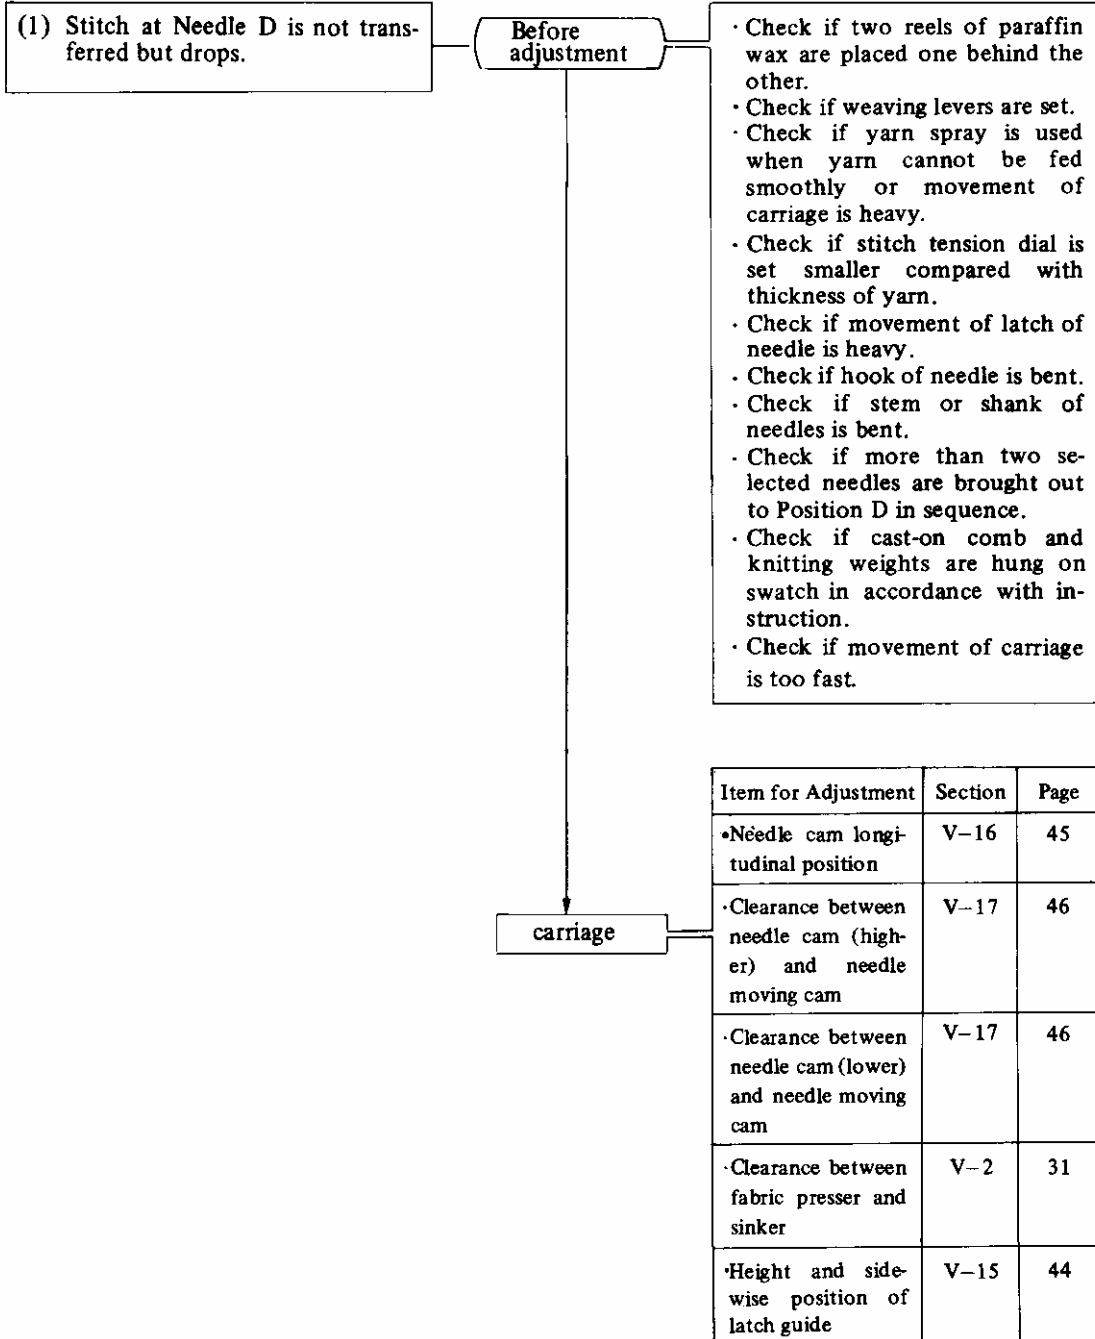 (1) Stitch at Needle D is not trans-
ferred but drops.
Before
adjustment
· Check if two reels of paraffin
wax are placed one behind the
other.
· Check if weaving levers are set.
· Check if yarn spray is used
when yarn cannot be fed
smoothly or movement of
carriage is heavy.
· Check if stitch tension dial is
set smaller compared with
thickness of yarn.
· Check if movement of latch of
needle is heavy.
· Check if hook of needle is bent.
· Check if stem or shank of
needles is bent.
· Check if more than two se-
lected needles are brought out
to Position D in sequence.
· Check if cast-on comb and
knitting weights are hung on
swatch in accordance with in-
struction.
· Check if movement of carriage
is too fast.
carriage
Item for Adjustment Section Page
·Needle cam longi- V-16 45
tudinal position
·Clearance between V-17 46
needle cam (high-
er) and needle
moving cam
·Clearance between V-17 46
needle cam (lower)
and needle moving
cam
·Clearance between V-2 31
fabric presser and
sinker
·Height and side- V-15 44
wise position of
latch guide